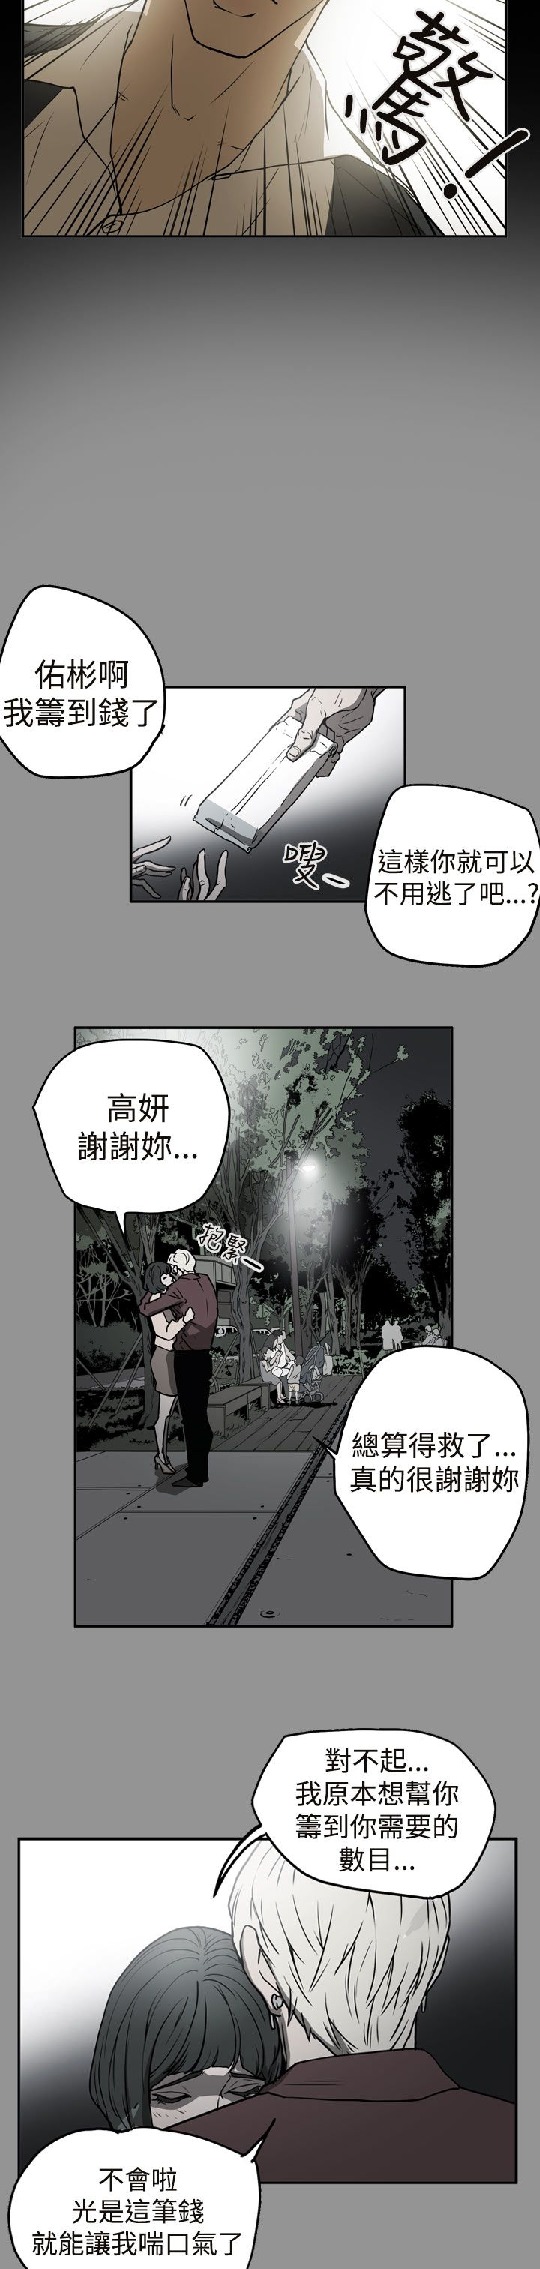 驚!
佑彬啊
我籌到錢了
嗖
這樣你就可以
不用逃了吧...?
高妍
謝謝妳...
抱緊
總算得救了...
真的很謝謝妳
對不起...
我原本想幫你
籌到你需要的
數目...
不會啦
光是這筆錢
就能讓我喘口氣了